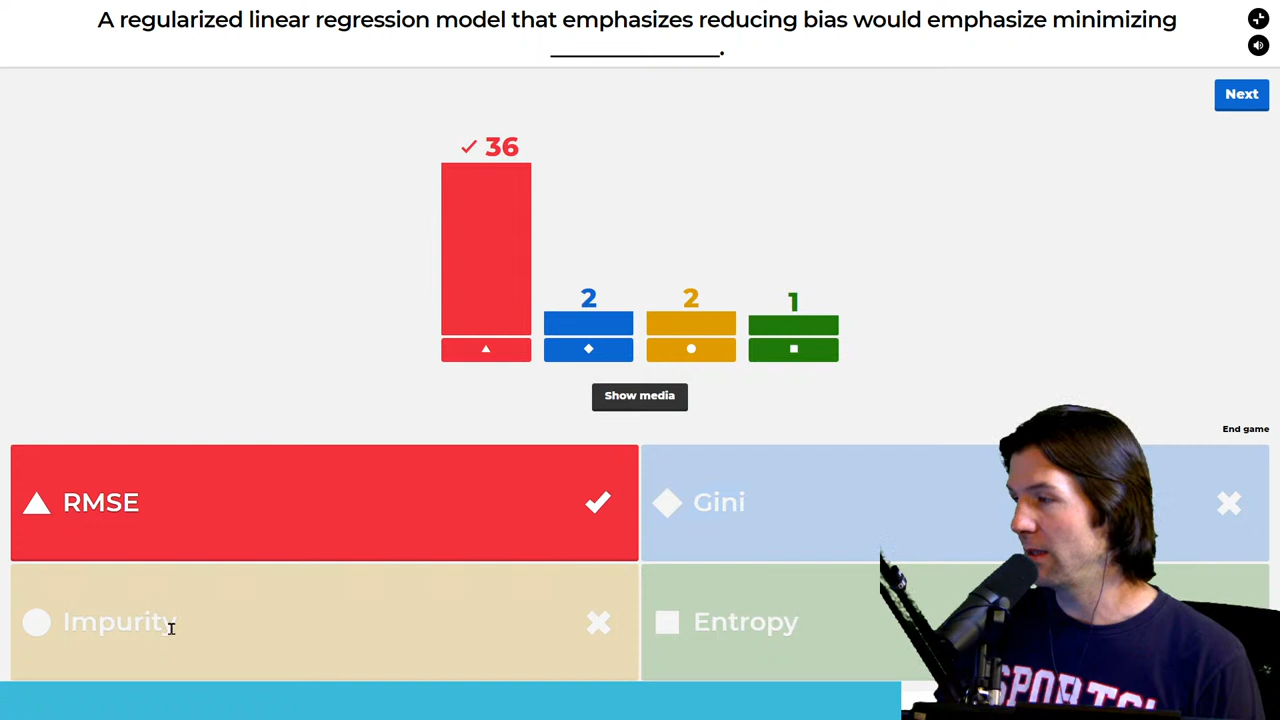 A regularized linear regression model that emphasizes reducing bias would emphasize minimizing
____________.
Next
36
2
2
1
Show media
End game
RMSE
Gini
Impurity
Entropy